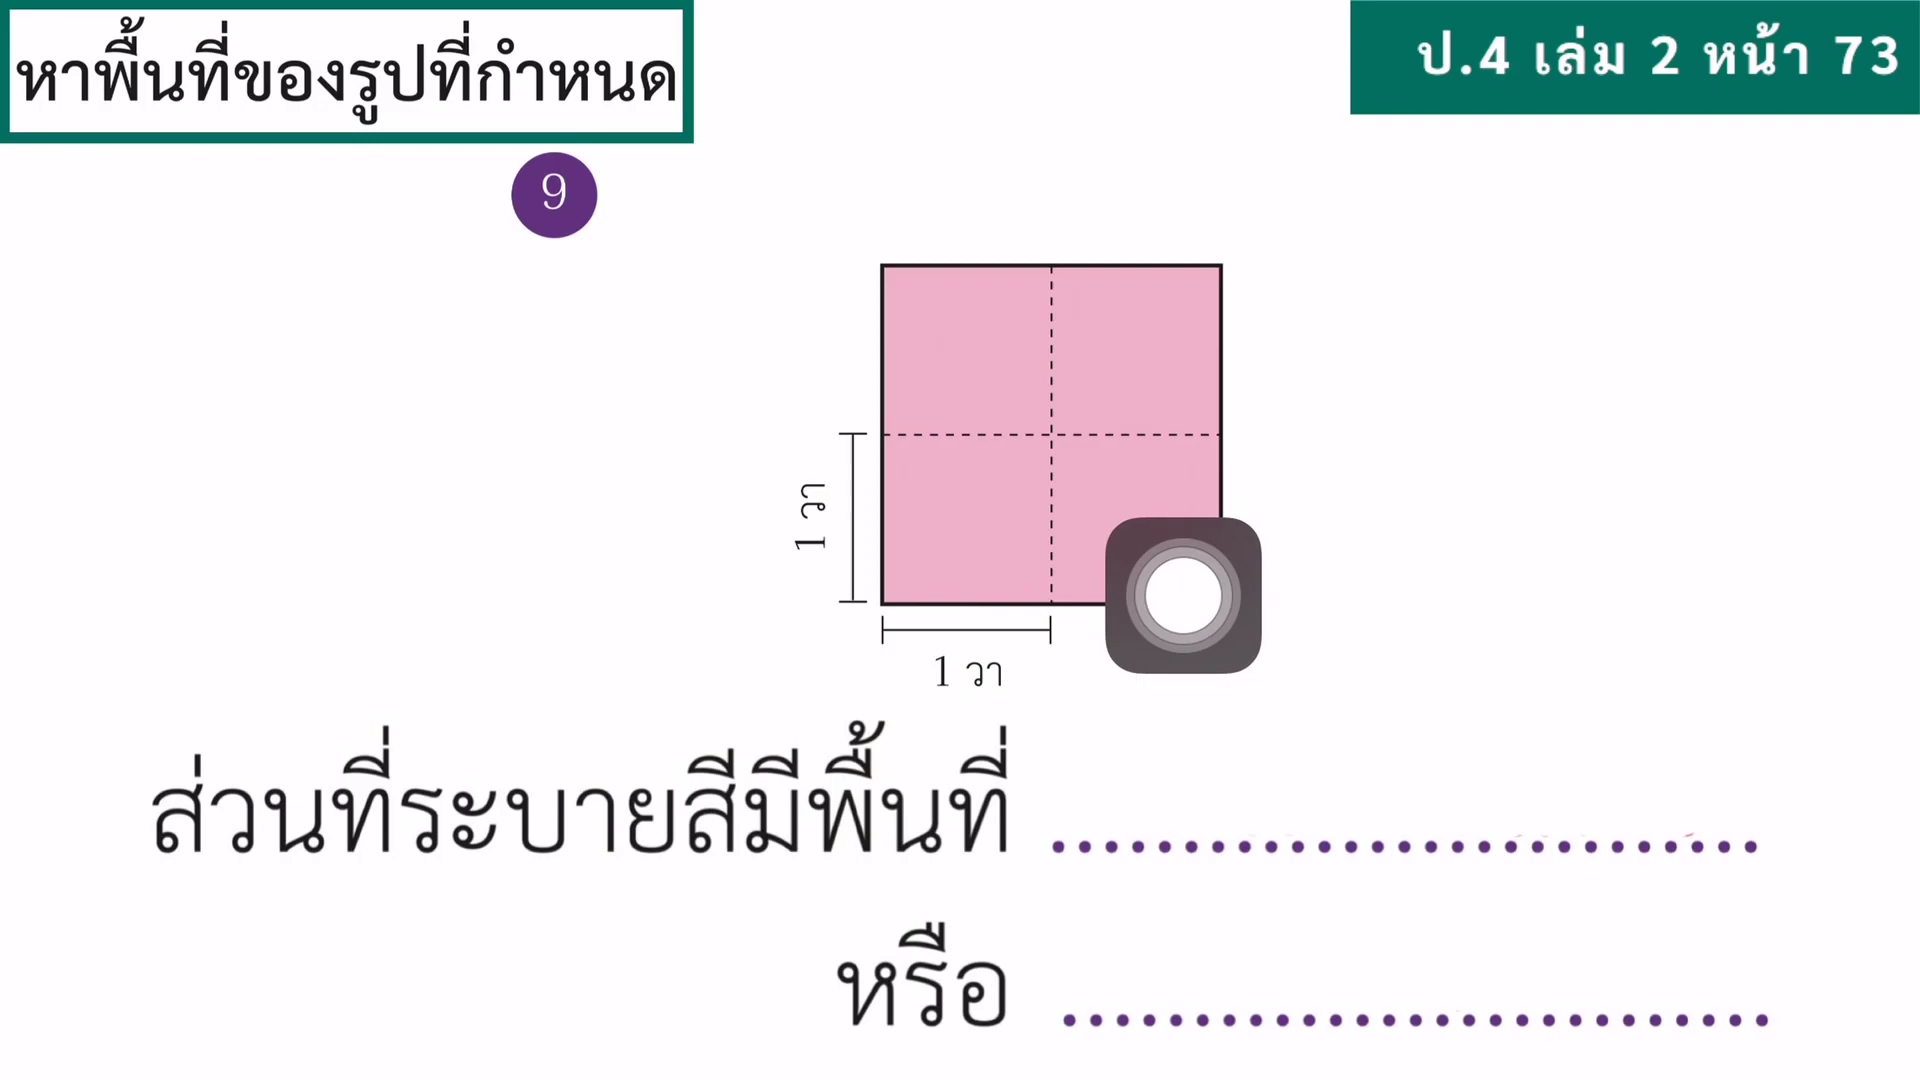 หาพื้นที่ของรูปที่กำหนด
ป.4 เล่ม 2 หน้า 73
9
1 วา
1 วา
ส่วนที่ระบายสีมีพื้นที่ ...........................
หรือ ...........................